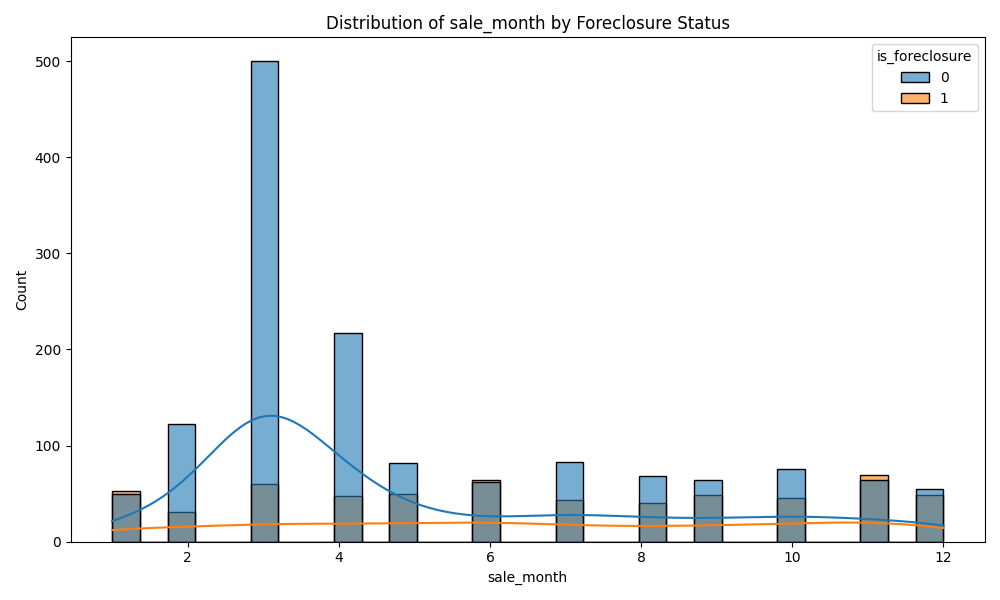 Distribution of sale_month by Foreclosure Status
is_foreclosure
0
1
500
400
300
200
100
0
Count
2 4 6 8 10 12
sale_month